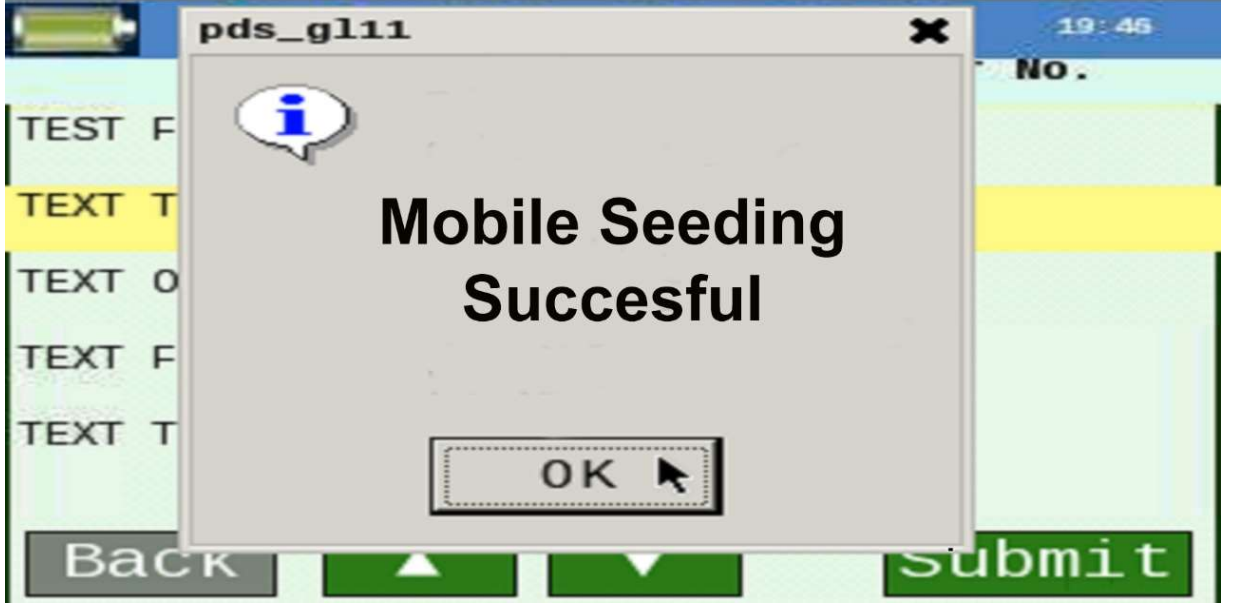 pds_gl11
19:46
No.
TEST F
TEXT T
Mobile Seeding
Succesful
TEXT O
TEXT F
TEXT T
OK
Back
Submit